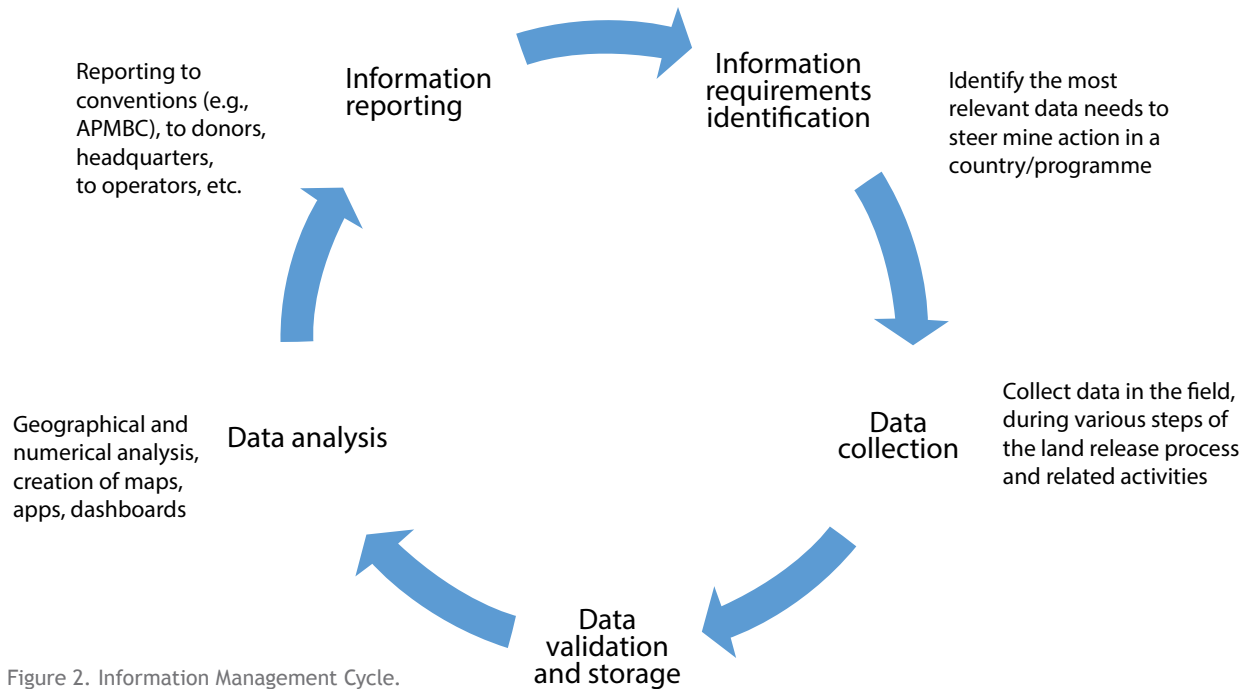 Reporting to
conventions (e.g.,
APMBC), to donors,
headquarters,
to operators, etc.
Information
reporting
Information
requirements
identification
Identify the most
relevant data needs to
steer mine action in a
country/programme
Geographical and
numerical analysis,
creation of maps,
apps, dashboards
Data analysis
Data
collection
Collect data in the field,
during various steps of
the land release process
and related activities
Data
validation
and storage
Figure 2. Information Management Cycle.